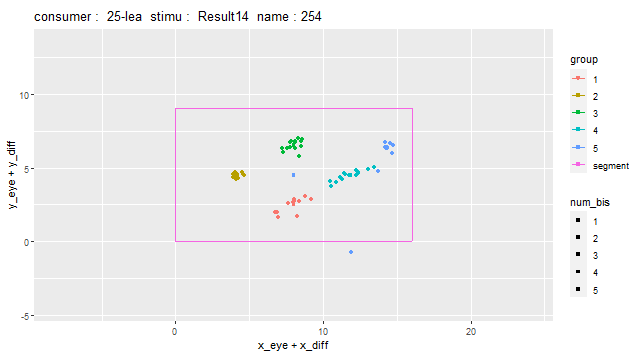 consumer :  25-lea  stimu :  Result14  name : 254
10
5
0
-5
y_eye + y_diff
0
10
20
x_eye + x_diff
group
1
2
3
4
5
segment
num_bis
1
2
3
4
5